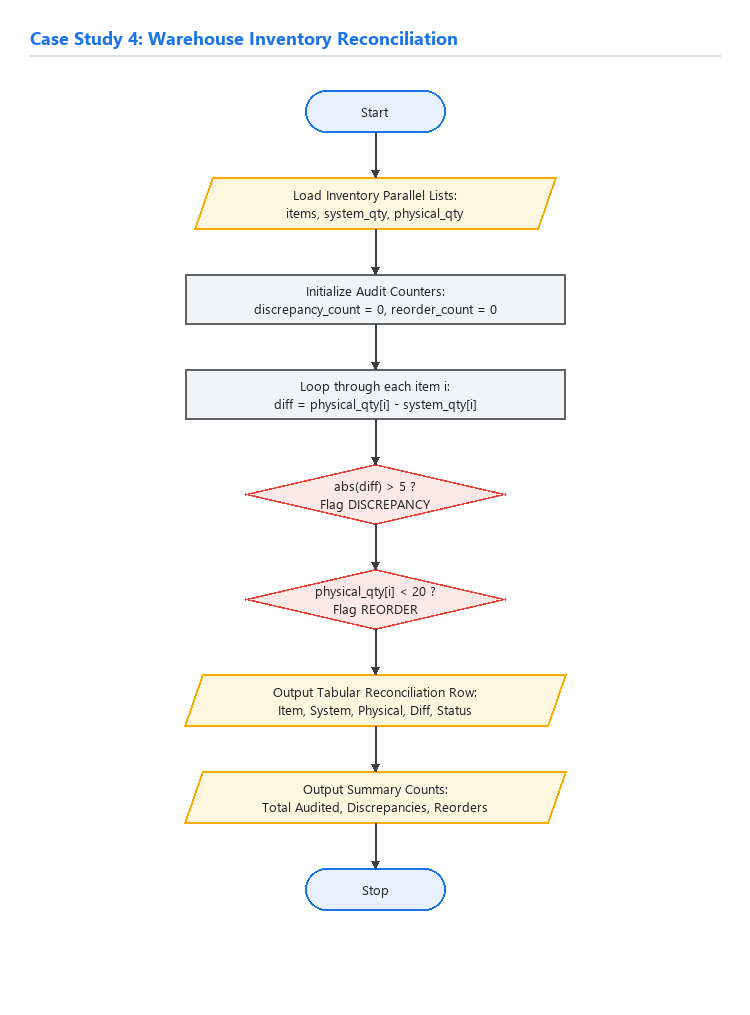 Case Study 4: Warehouse Inventory Reconciliation
Start
Load Inventory Parallel Lists:
items, system_qty, physical_qty
Initialize Audit Counters:
discrepancy_count = 0, reorder_count = 0
Loop through each item i:
diff = physical_qty[i] - system_qty[i]
abs(diff) > 5 ?
Flag DISCREPANCY
physical_qty[i] < 20 ?
Flag REORDER
Output Tabular Reconciliation Row:
Item, System, Physical, Diff, Status
Output Summary Counts:
Total Audited, Discrepancies, Reorders
Stop